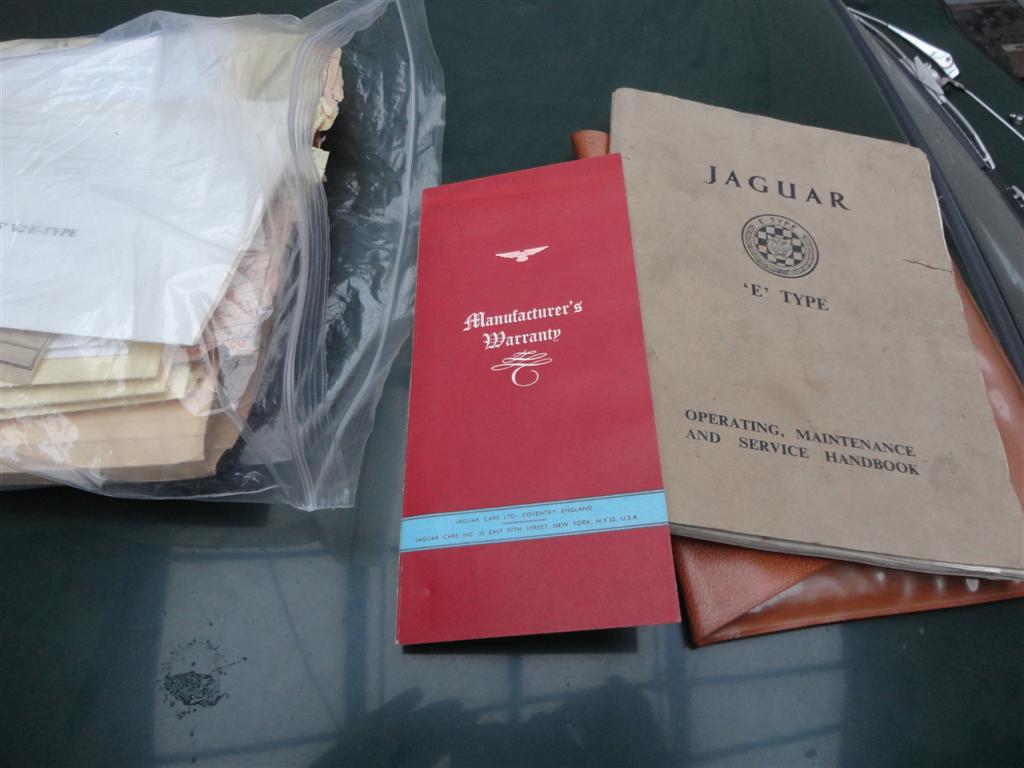 E-TYPE
Manufacturer's
Warranty
JAGUAR CARS LTD. COVENTRY ENGLAND
JAGUAR CARS INC 32 EAST 57TH STREET, NEW YORK, N.Y. 22, U.S.A.
JAGUAR
E TYPE
'E' TYPE
OPERATING, MAINTENANCE
AND SERVICE HANDBOOK